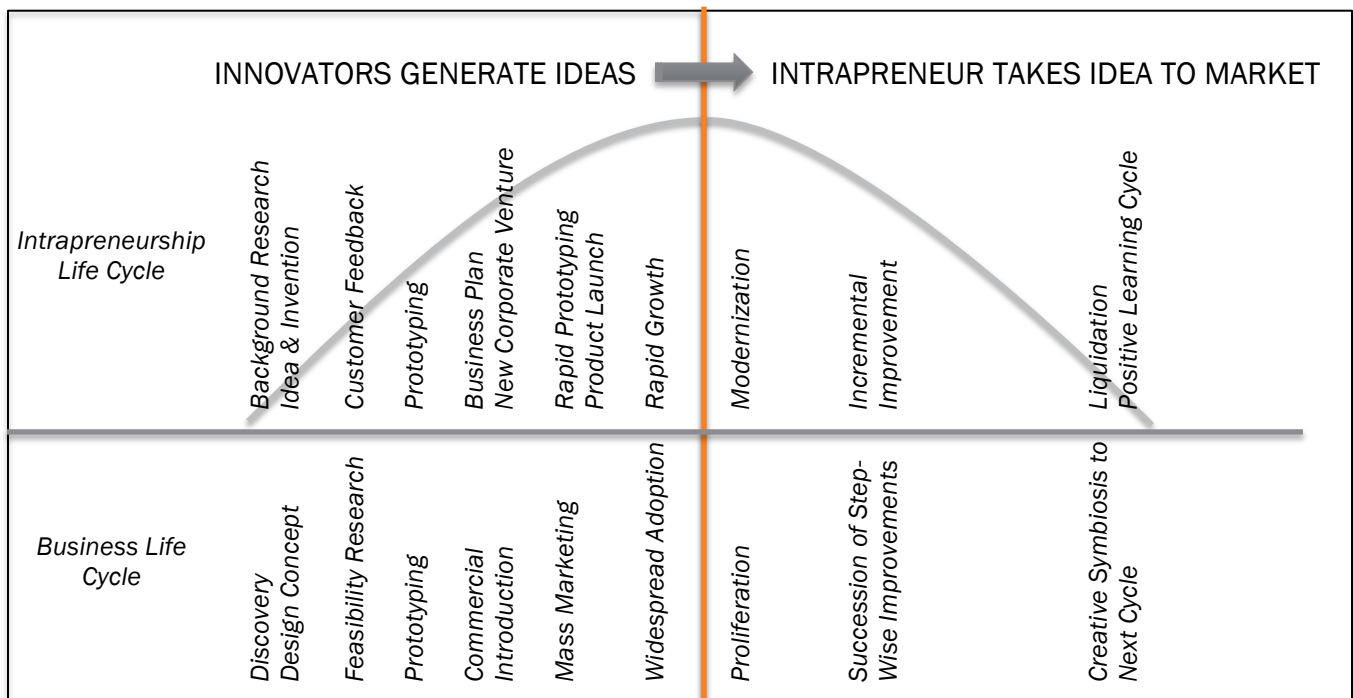 INNOVATORS GENERATE IDEAS
INTRAPRENEUR TAKES IDEA TO MARKET
Intrapreneurship
Life Cycle
Background Research
Idea & Invention
Customer Feedback
Prototyping
Business Plan
New Corporate Venture
Rapid Prototyping
Product Launch
Rapid Growth
Modernization
Incremental
Improvement
Liquidation
Positive Learning Cycle
Business Life
Cycle
Discovery
Design Concept
Feasibility Research
Prototyping
Commercial
Introduction
Mass Marketing
Widespread Adoption
Proliferation
Succession of Step-
Wise Improvements
Creative Symbiosis to
Next Cycle